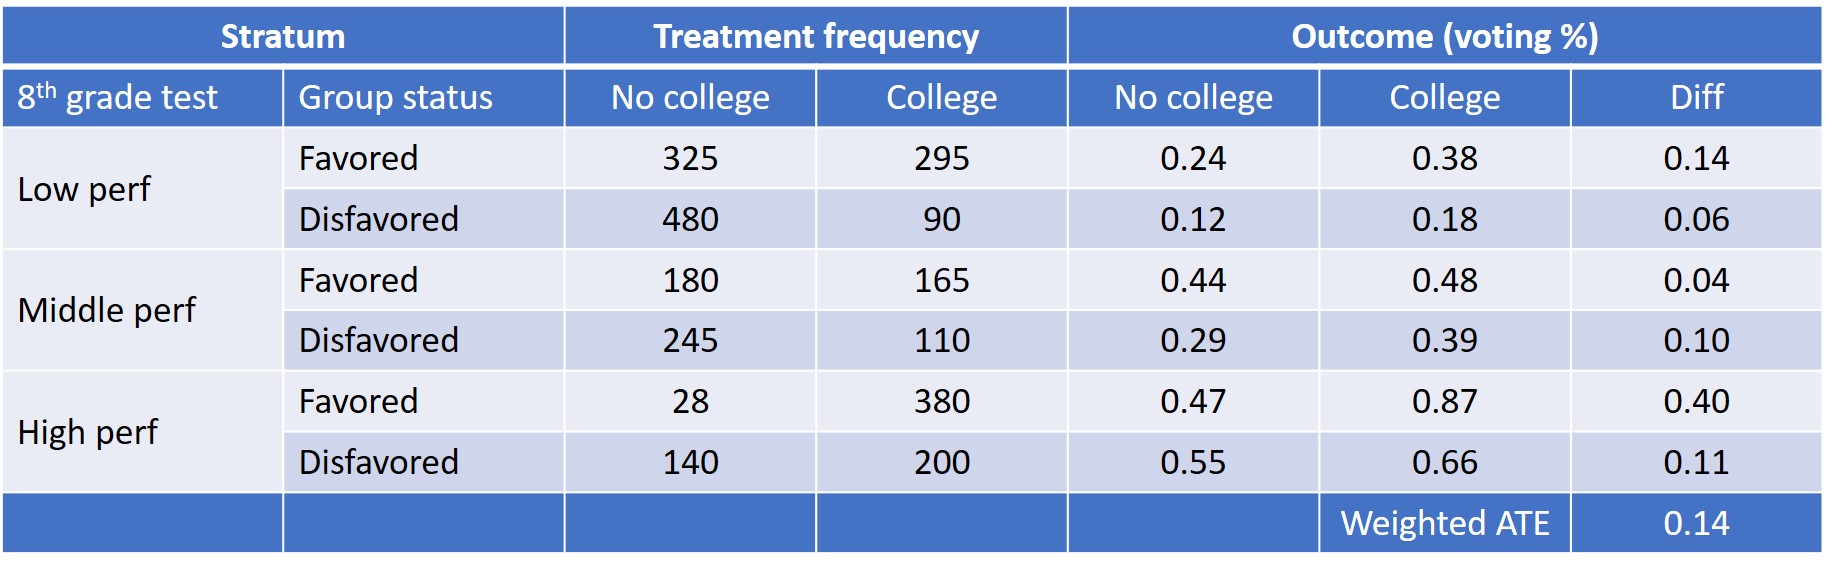 Stratum Treatment frequency Outcome (voting %)
8th grade test Group status No college College No college College Diff
Low perf Favored 325 295 0.24 0.38 0.14
Disfavored 480 90 0.12 0.18 0.06
Middle perf Favored 180 165 0.44 0.48 0.04
Disfavored 245 110 0.29 0.39 0.10
High perf Favored 28 380 0.47 0.87 0.40
Disfavored 140 200 0.55 0.66 0.11
Weighted ATE 0.14